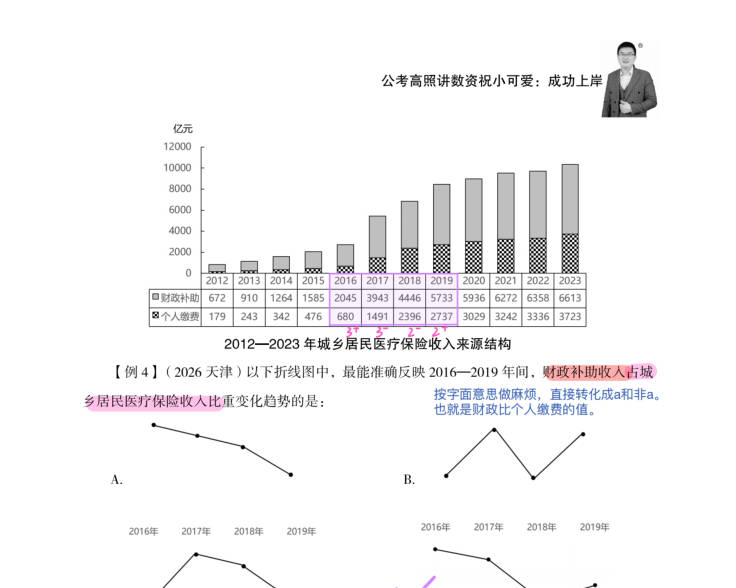 公考高照讲数资祝小可爱：成功上岸
亿元
12000
10000
8000
6000
4000
2000
0
2012 2013 2014 2015 2016 2017 2018 2019 2020 2021 2022 2023
财政补助 672 910 1264 1585 2045 3943 4446 5733 5936 6272 6358 6613
个人缴费 179 243 342 476 680 1491 2396 2737 3029 3242 3336 3723
3+ 3- 2- 2+
2012—2023 年城乡居民医疗保险收入来源结构
【例 4】（2026 天津）以下折线图中，最能准确反映 2016—2019 年间，财政补助收入占城
乡居民医疗保险收入比重变化趋势的是：
按字面意思做麻烦，直接转化成a和非a。
也就是财政比个人缴费的值。
A.
B.
2016年 2017年 2018年 2019年
2016年 2017年 2018年 2019年